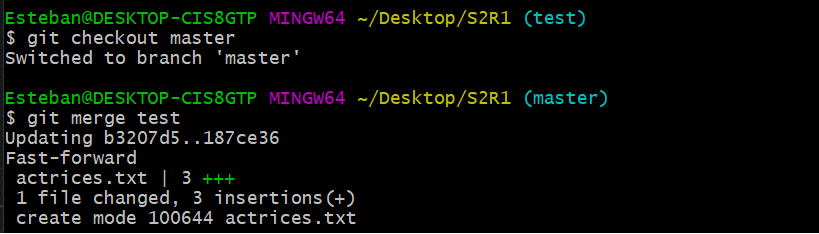 Esteban@DESKTOP-CIS8GTP MINGW64 ~/Desktop/S2R1 (test)
$ git checkout master
Switched to branch 'master'
Esteban@DESKTOP-CIS8GTP MINGW64 ~/Desktop/S2R1 (master)
$ git merge test
Updating b3207d5..187ce36
Fast-forward
 actrices.txt | 3 +++
 1 file changed, 3 insertions(+)
 create mode 100644 actrices.txt